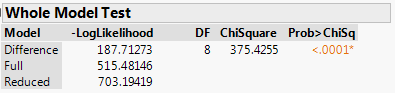 Whole Model Test
Model -LogLikelihood DF ChiSquare Prob>ChiSq
Difference 187.71273 8 375.4255 <.0001*
Full 515.48146
Reduced 703.19419